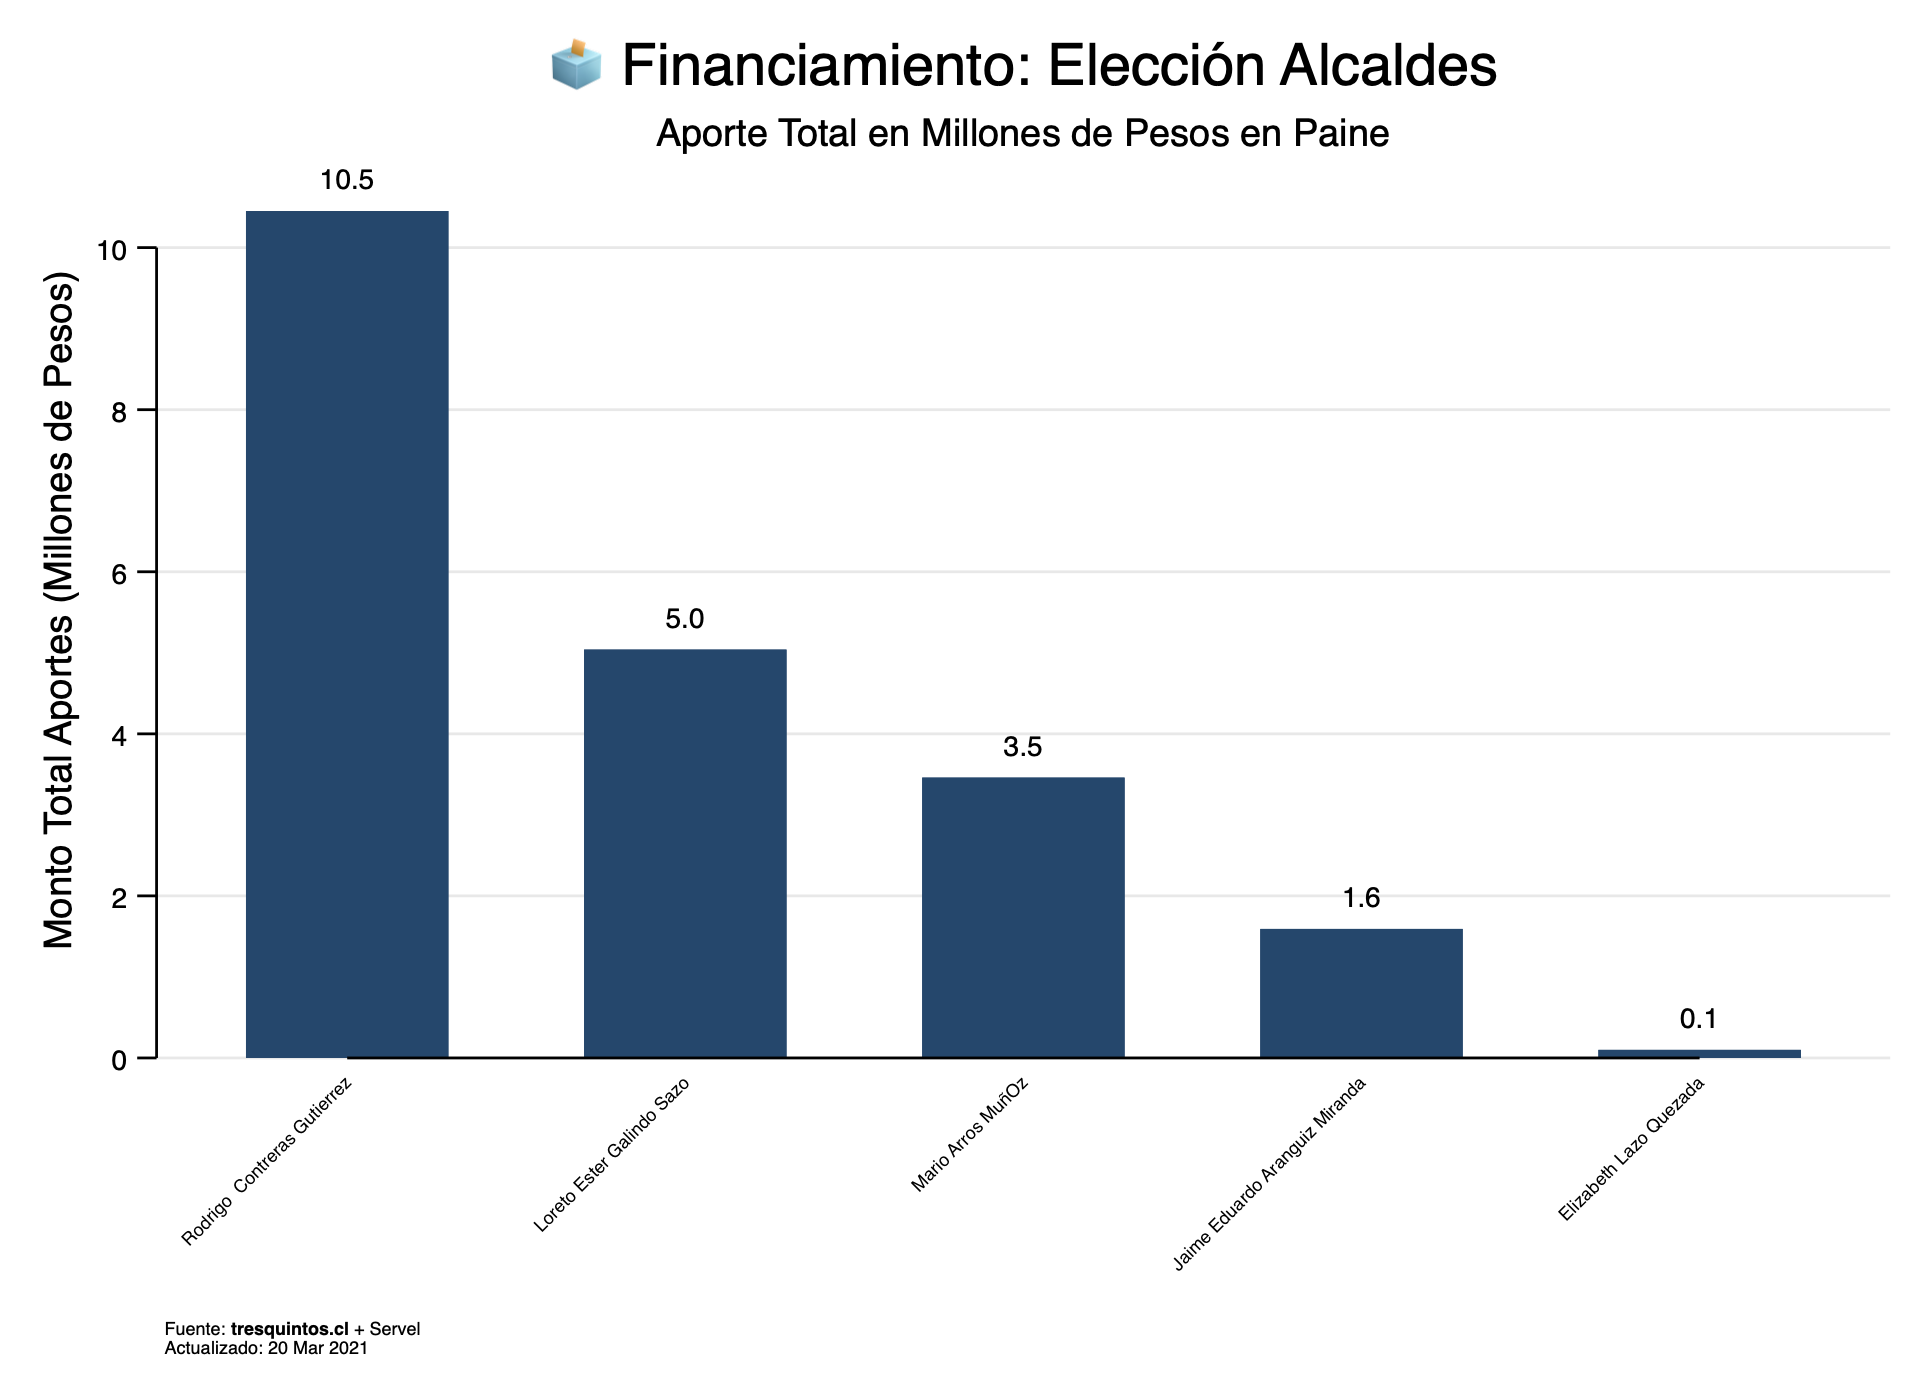 Financiamiento: Elección Alcaldes
Aporte Total en Millones de Pesos en Paine
Monto Total Aportes (Millones de Pesos)
10
8
6
4
2
0
10.5
5.0
3.5
1.6
0.1
Rodrigo  Contreras Gutierrez
Loreto Ester Galindo Sazo
Mario Arros MuñOz
Jaime Eduardo Aranguiz Miranda
Elizabeth Lazo Quezada
Fuente: tresquintos.cl + Servel
Actualizado: 20 Mar 2021